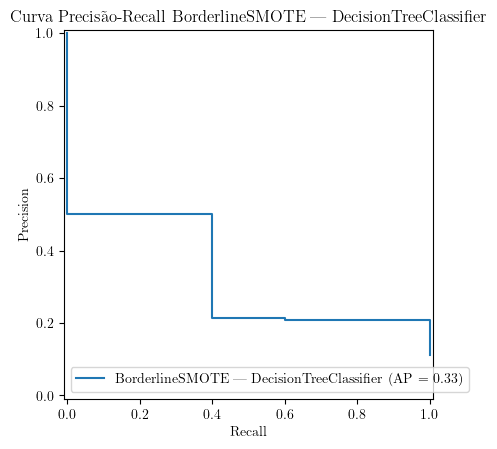 Curva Precisão-Recall BorderlineSMOTE — DecisionTreeClassifier
1.0
0.8
0.6
0.4
0.2
0.0
Precision
BorderlineSMOTE — DecisionTreeClassifier (AP = 0.33)
0.0 0.2 0.4 0.6 0.8 1.0
Recall